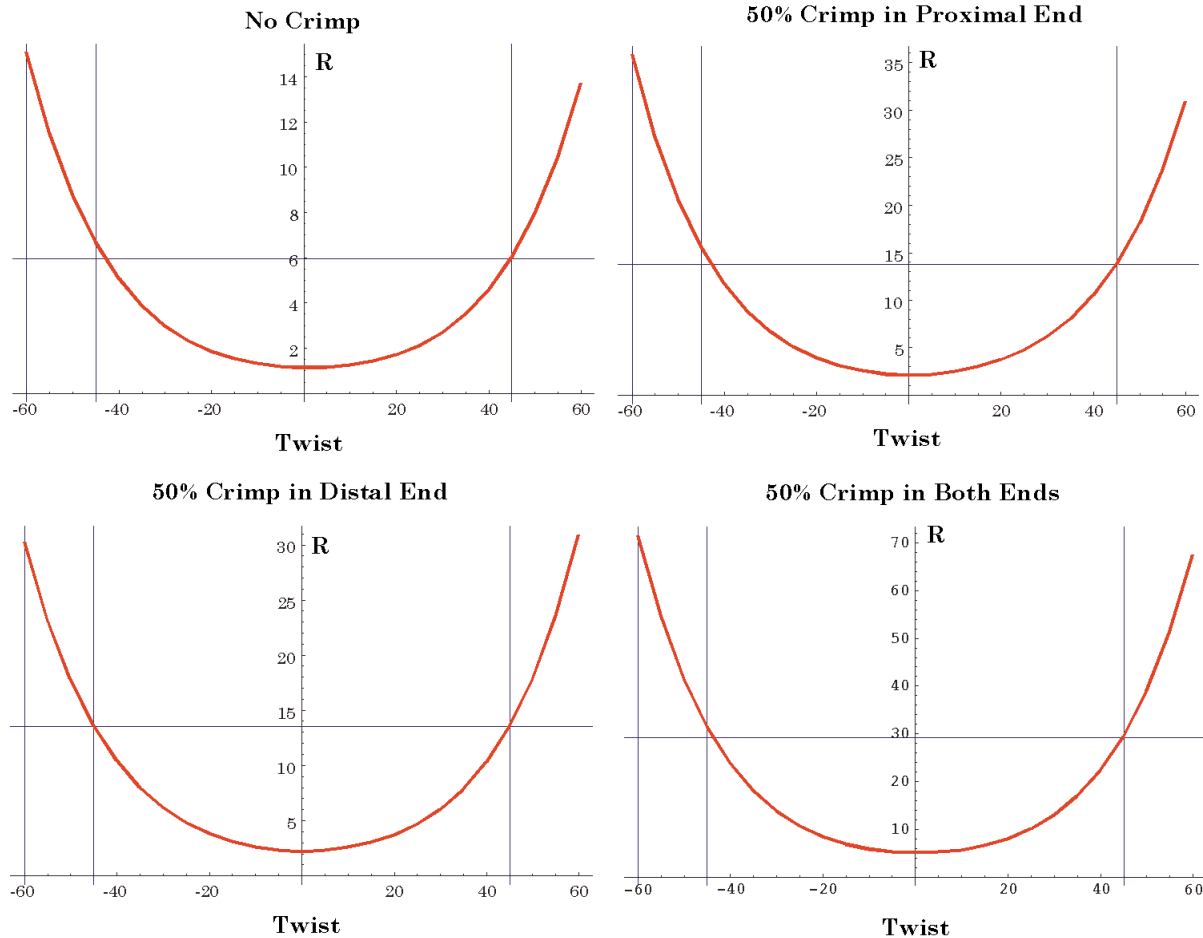 No Crimp
R
14
12
10
8
6
4
2
-60 -40 -20 20 40 60
Twist
50% Crimp in Proximal End
R
35
30
25
20
15
10
5
-60 -40 -20 20 40 60
Twist
50% Crimp in Distal End
R
30
25
20
15
10
5
-60 -40 -20 20 40 60
Twist
50% Crimp in Both Ends
R
70
60
50
40
30
20
10
-60 -40 -20 20 40 60
Twist